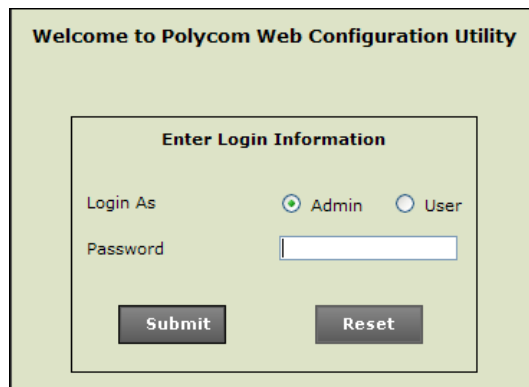 Welcome to Polycom Web Configuration Utility
Enter Login Information
Login As Admin User
Password
Submit Reset